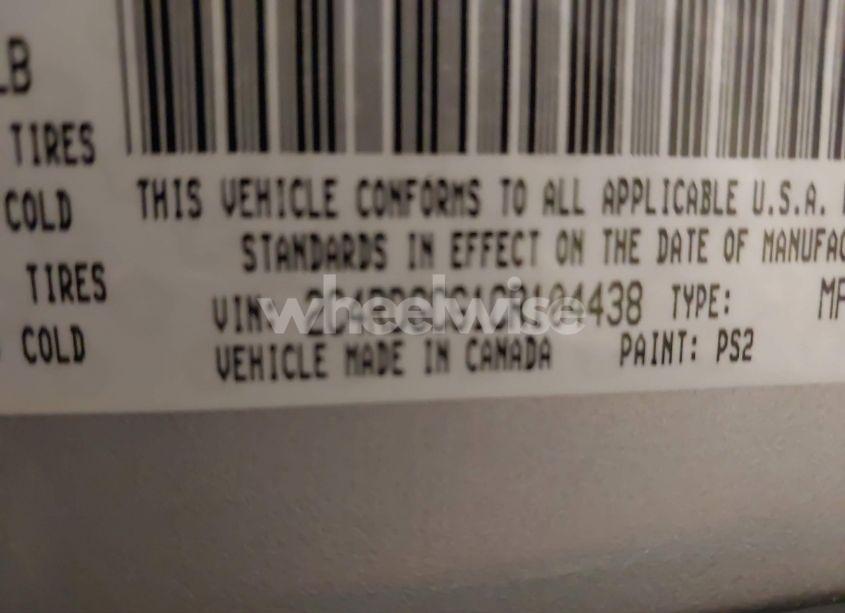 LB
TIRES
COLD
TIRES
COLD
THIS VEHICLE CONFORMS TO ALL APPLICABLE U.S.A.
STANDARDS IN EFFECT ON THE DATE OF MANUFAC
VIN: TYPE: MP
VEHICLE MADE IN CANADA PAINT: PS2
wheelwise